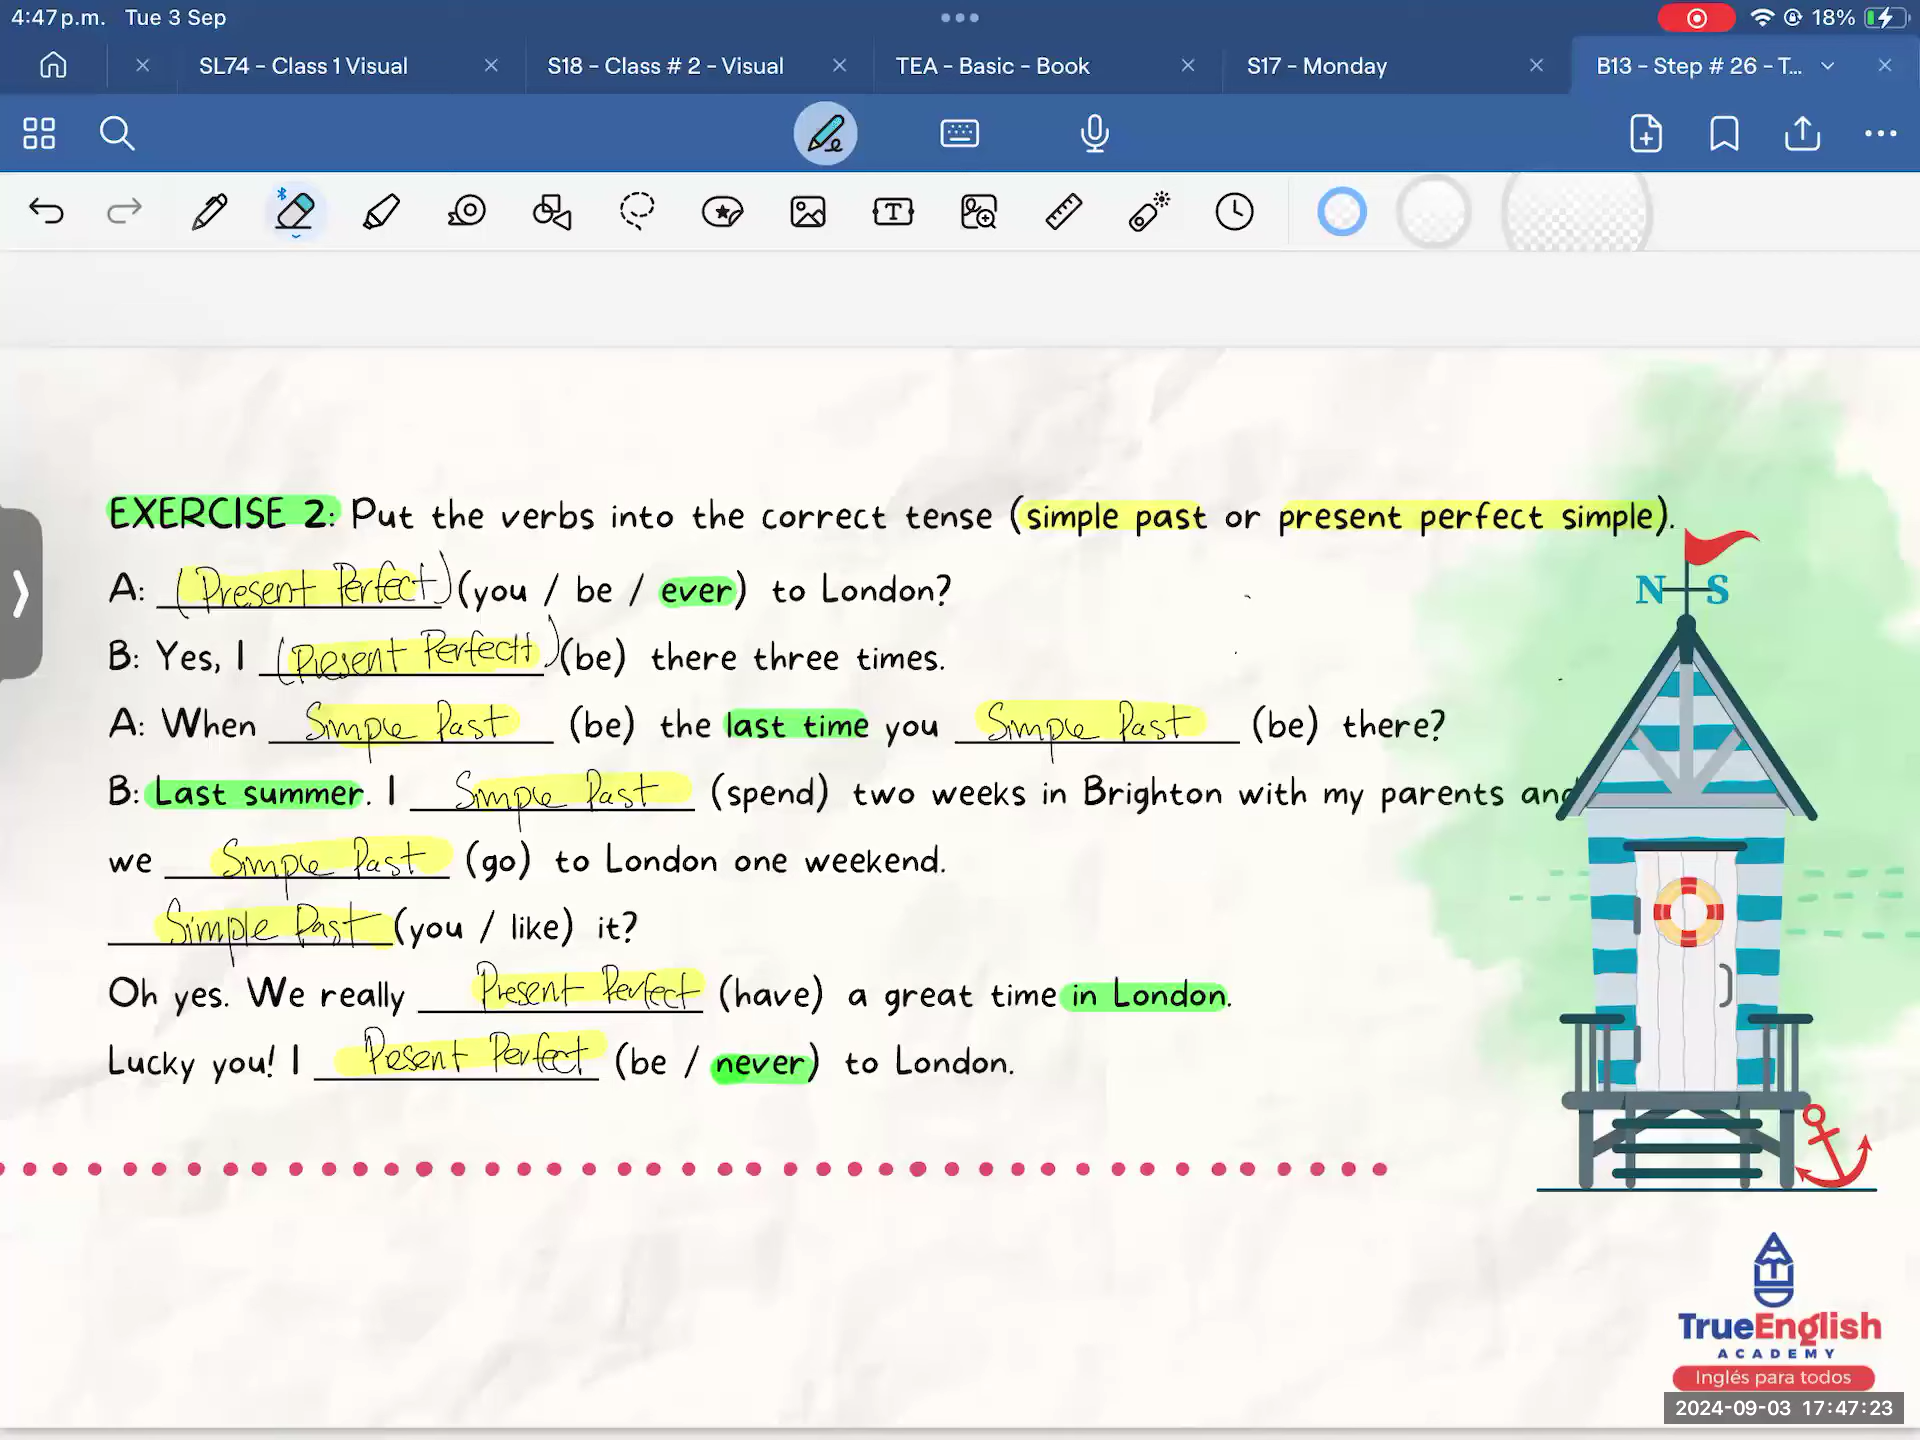 4:47 p.m. Tue 3 Sep
18%
SL74 - Class 1 Visual
S18 - Class # 2 - Visual
TEA - Basic - Book
S17 - Monday
B13 - Step # 26 - T...
EXERCISE 2: Put the verbs into the correct tense (simple past or present perfect simple).
A: (Present Perfect) (you / be / ever) to London?
B: Yes, I (Present Perfect) (be) there three times.
A: When Simple Past (be) the last time you Simple Past (be) there?
B: Last summer. I Simple Past (spend) two weeks in Brighton with my parents and
we Simple Past (go) to London one weekend.
Simple Past (you / like) it?
Oh yes. We really Present Perfect (have) a great time in London.
Lucky you! I Present Perfect (be / never) to London.
N S
TrueEnglish
ACADEMY
Inglés para todos
2024-09-03 17:47:23